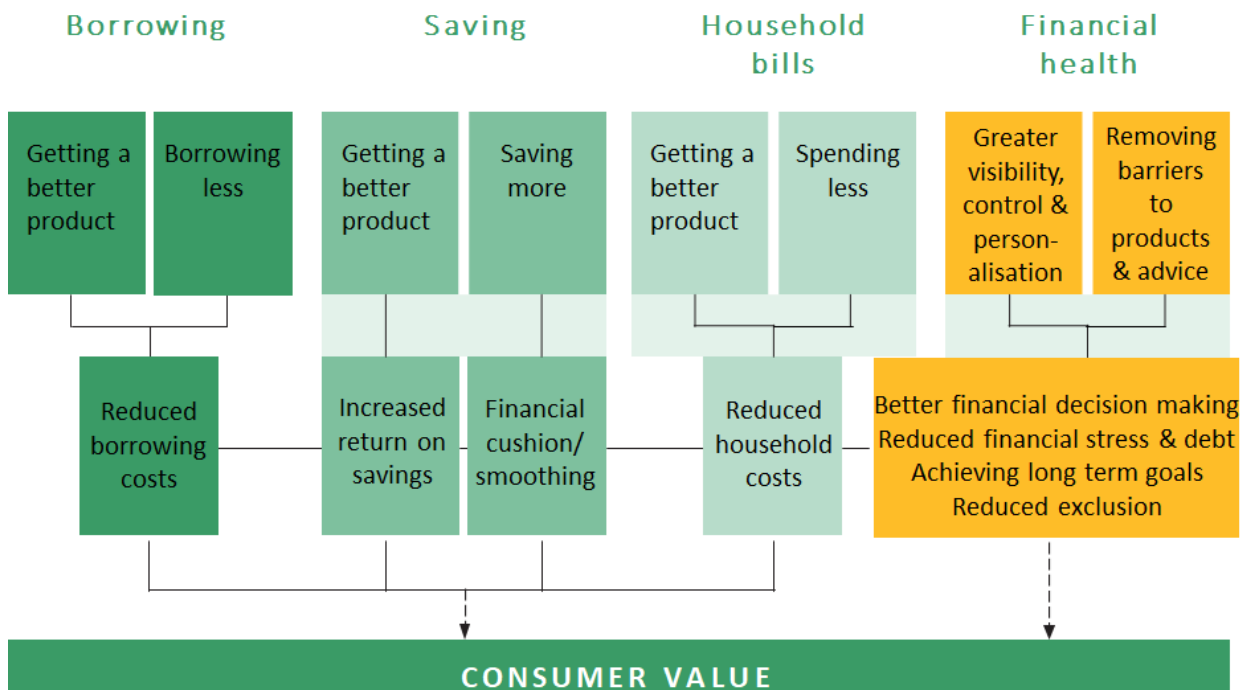 Borrowing
Saving
Household
bills
Financial
health
Getting a
better
product
Borrowing
less
Getting a
better
product
Saving
more
Getting a
better
product
Spending
less
Greater
visibility,
control &
person-
alisation
Removing
barriers
to
products
& advice
Reduced
borrowing
costs
Increased
return on
savings
Financial
cushion/
smoothing
Reduced
household
costs
Better financial decision making
Reduced financial stress & debt
Achieving long term goals
Reduced exclusion
CONSUMER VALUE